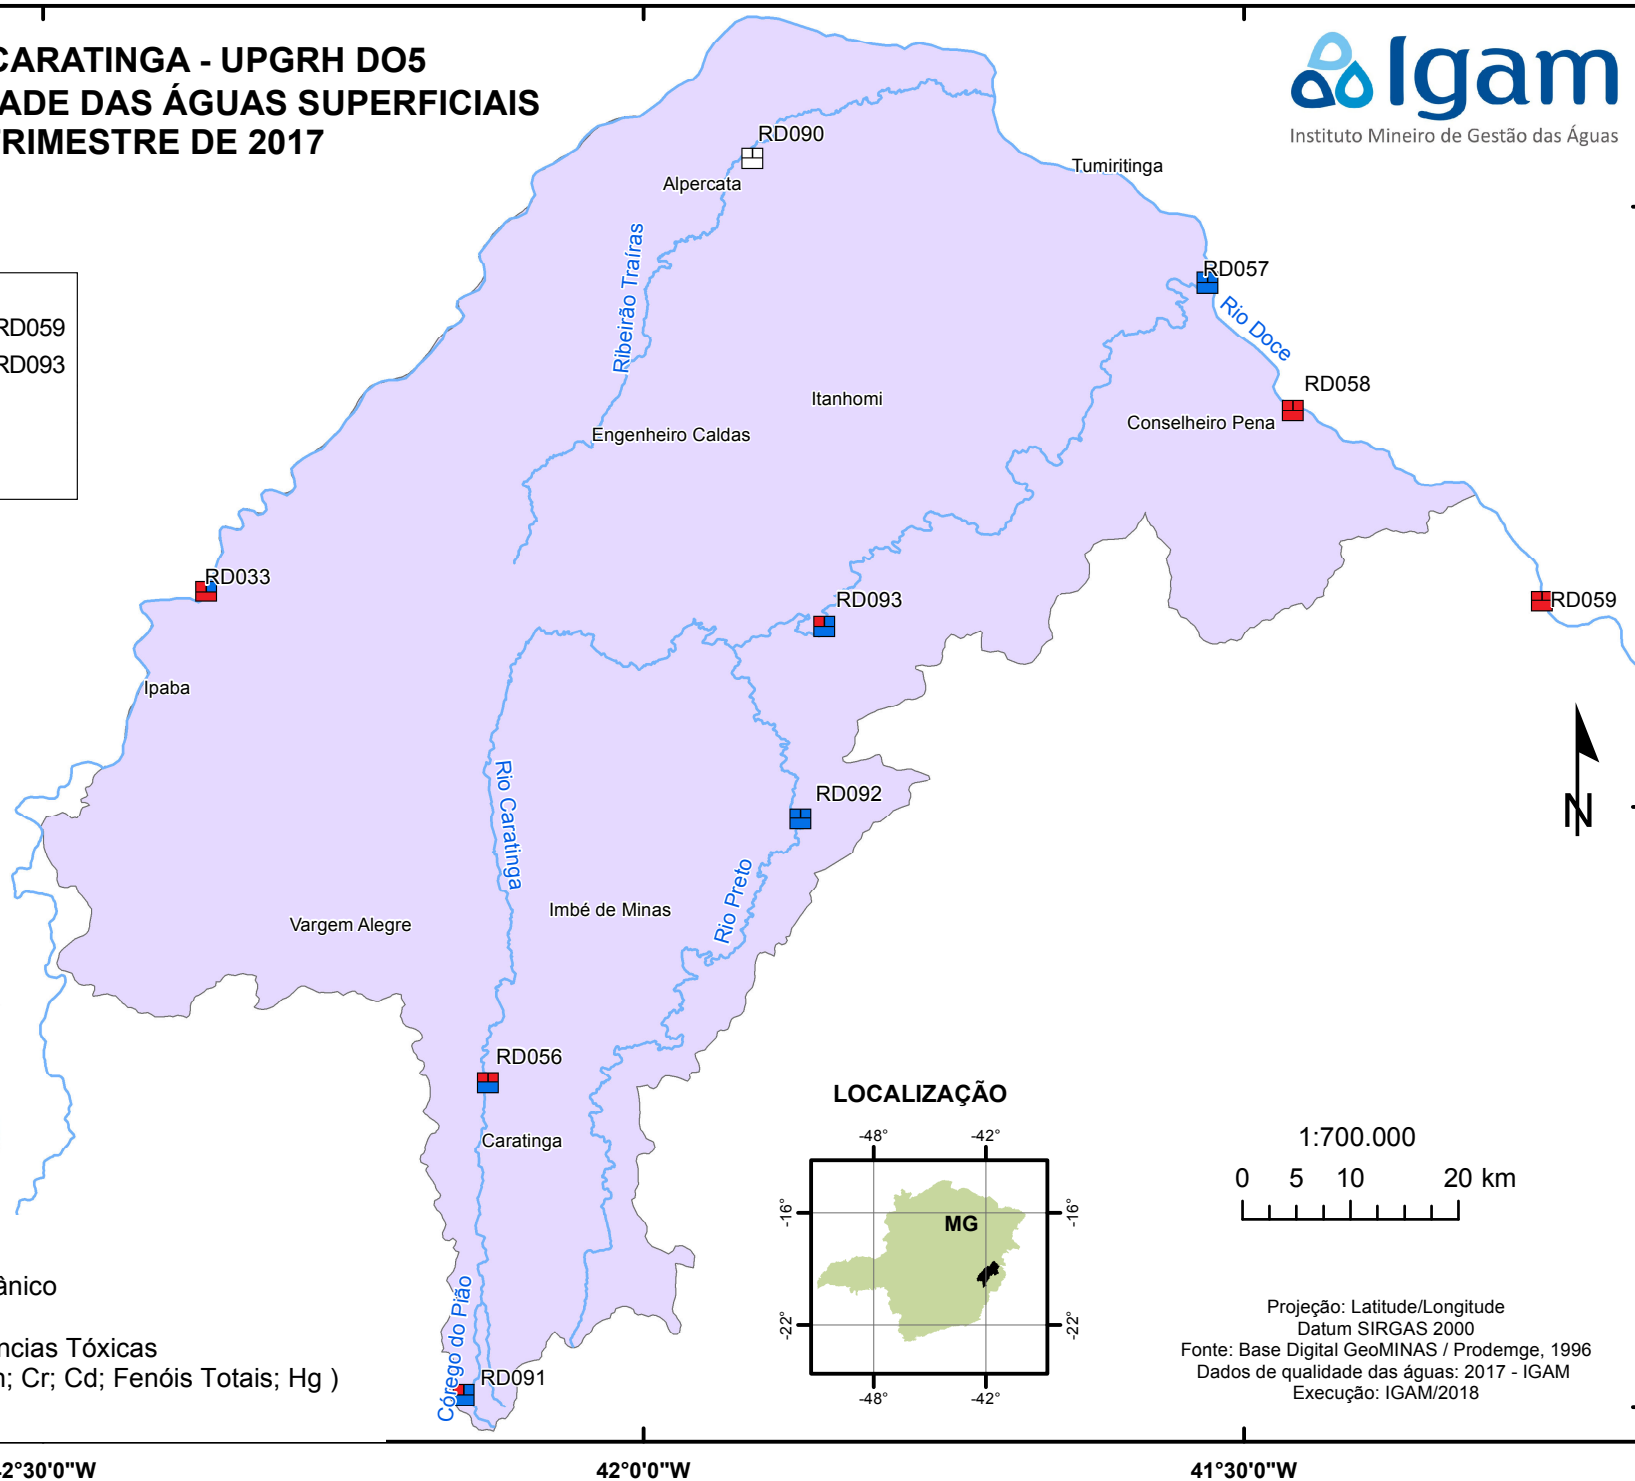 CARATINGA - UPGRH DO5
ADE DAS ÁGUAS SUPERFICIAIS
TRIMESTRE DE 2017
Igam
Instituto Mineiro de Gestão das Águas
RD059
RD093
RD090
Alpercata
Tumiritinga
Ribeirão Traíras
RD057
Rio Doce
RD058
Itanhomi
Conselheiro Pena
Engenheiro Caldas
RD033
RD093
RD059
Ipaba
Rio Caratinga
RD092
Rio Preto
Imbé de Minas
Vargem Alegre
N
RD056
Caratinga
LOCALIZAÇÃO
-48°
-42°
-16°
-16°
MG
-22°
-22°
-48°
-42°
1:700.000
0 5 10 20 km
ânico
ncias Tóxicas
; Cr; Cd; Fenóis Totais; Hg )
Córego do Pião
RD091
Projeção: Latitude/Longitude
Datum SIRGAS 2000
Fonte: Base Digital GeoMINAS / Prodemge, 1996
Dados de qualidade das águas: 2017 - IGAM
Execução: IGAM/2018
2°30'0"W
42°0'0"W
41°30'0"W